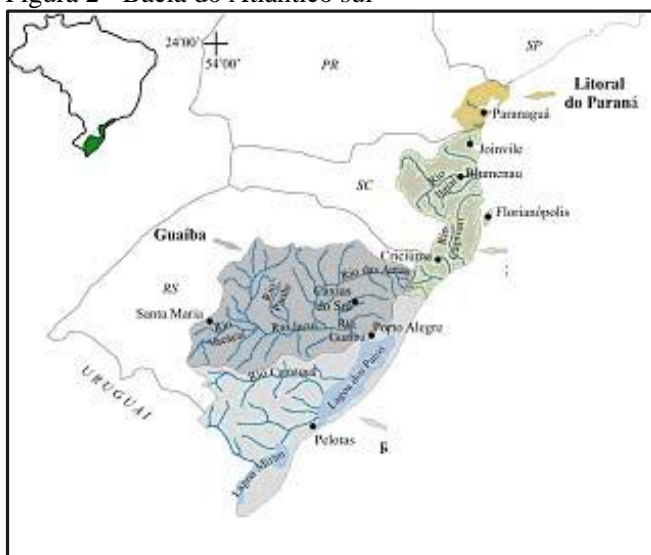 Figura 2 - Bacia do Atlântico sul
24'00'
54'00'
SP
PR
Litoral
do Paraná
Paranaguá
Joinvile
Rio
Blumenau
SC
Florianópolis
Guaíba
Criciúma
Rio das Antas
RS
Caxias
do Sul
Santa Maria
Rio
Rio Jacuí
Rio
Guaíba
Porto Alegre
Rio Camaquã
Lagoa dos Patos
URUGUAI
Pelotas
Lagoa Mirim